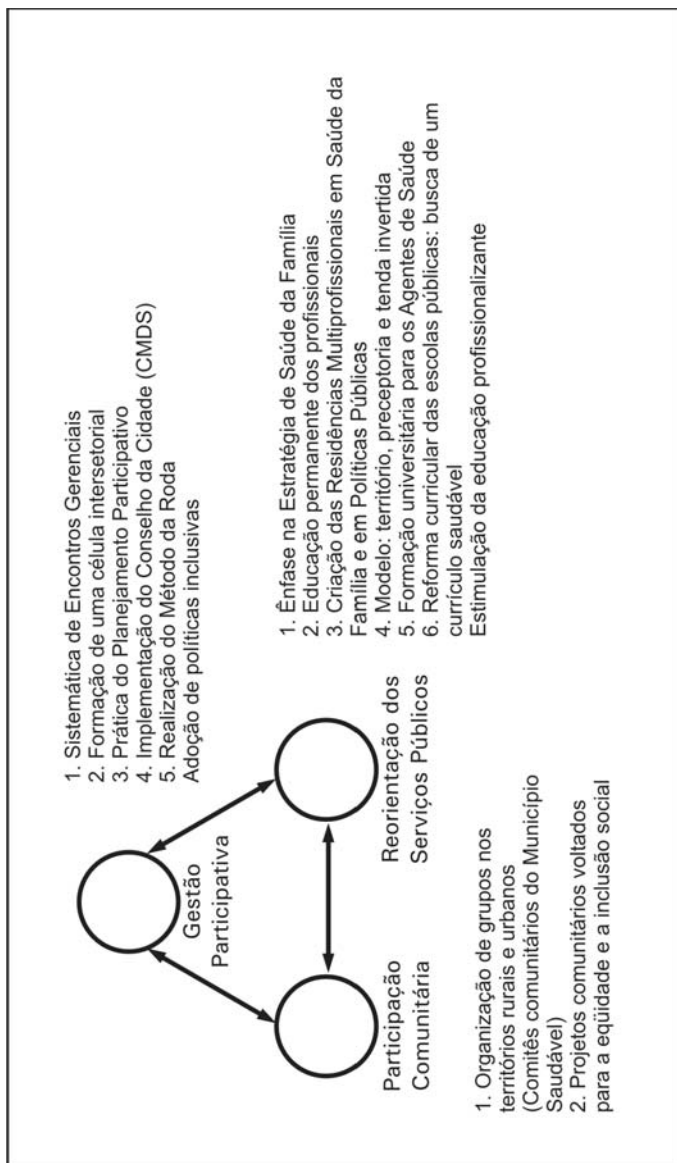 1. Sistemática de Encontros Gerenciais
2. Formação de uma célula intersetorial
3. Prática do Planejamento Participativo
4. Implementação do Conselho da Cidade (CMDS)
5. Realização do Método da Roda
Adoção de políticas inclusivas
Gestão
Participativa
Participação
Comunitária
Reorientação dos
Serviços Públicos
1. Ênfase na Estratégia de Saúde da Família
2. Educação permanente dos profissionais
3. Criação das Residências Multiprofissionais em Saúde da
Família e em Políticas Públicas
4. Modelo: território, preceptoria e tenda invertida
5. Formação universitária para os Agentes de Saúde
6. Reforma curricular das escolas públicas: busca de um
currículo saudável
Estimulação da educação profissionalizante
1. Organização de grupos nos
territórios rurais e urbanos
(Comitês comunitários do Município
Saudável)
2. Projetos comunitários voltados
para a eqüidade e a inclusão social